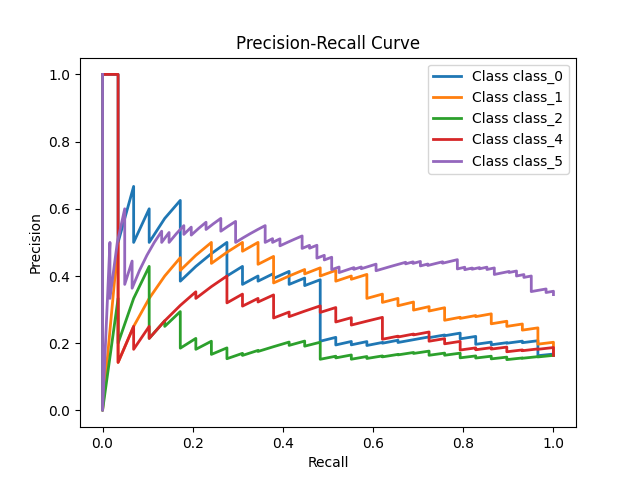 Precision-Recall Curve
Class class_0
Class class_1
Class class_2
Class class_4
Class class_5
1.0
0.8
0.6
0.4
0.2
0.0
Precision
0.0 0.2 0.4 0.6 0.8 1.0
Recall